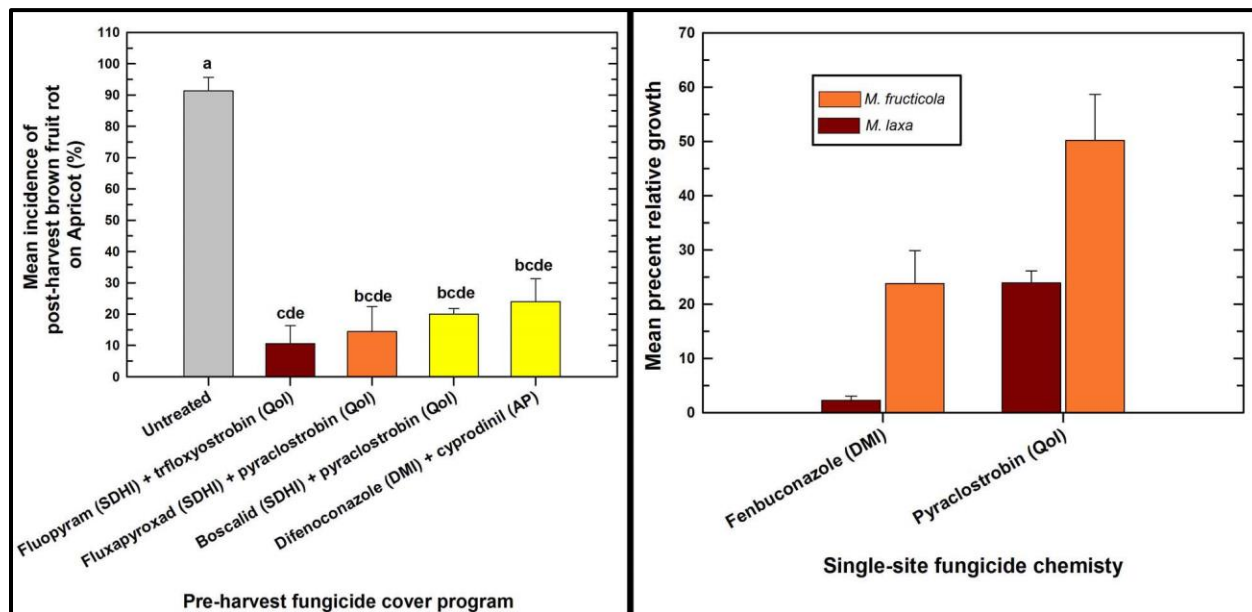 Mean incidence of
post-harvest brown fruit rot
on Apricot (%)
110
100
90
80
70
60
50
40
30
20
10
0
a
cde
bcde
bcde
bcde
Untreated
Fluopyram (SDHI) + trfloxyostrobin (QoI)
Fluxapyroxad (SDHI) + pyraclostrobin (QoI)
Boscalid (SDHI) + pyraclostrobin (QoI)
Difenoconazole (DMI) + cyprodinil (AP)
Pre-harvest fungicide cover program
Mean precent relative growth
70
60
50
40
30
20
10
0
M. fructicola
M. laxa
Fenbuconazole (DMI)
Pyraclostrobin (QoI)
Single-site fungicide chemisty